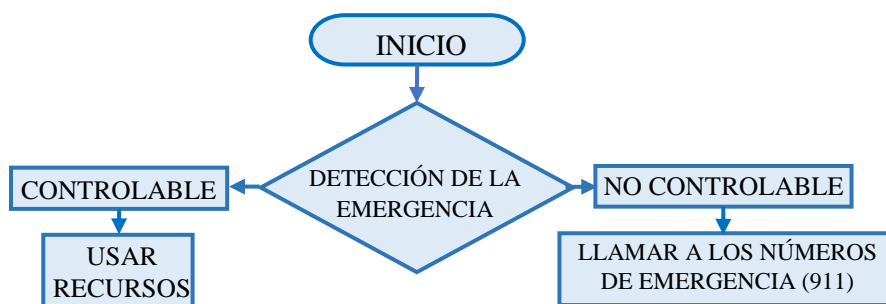 INICIO
DETECCIÓN DE LA
EMERGENCIA
CONTROLABLE
USAR
RECURSOS
NO CONTROLABLE
LLAMAR A LOS NÚMEROS
DE EMERGENCIA (911)